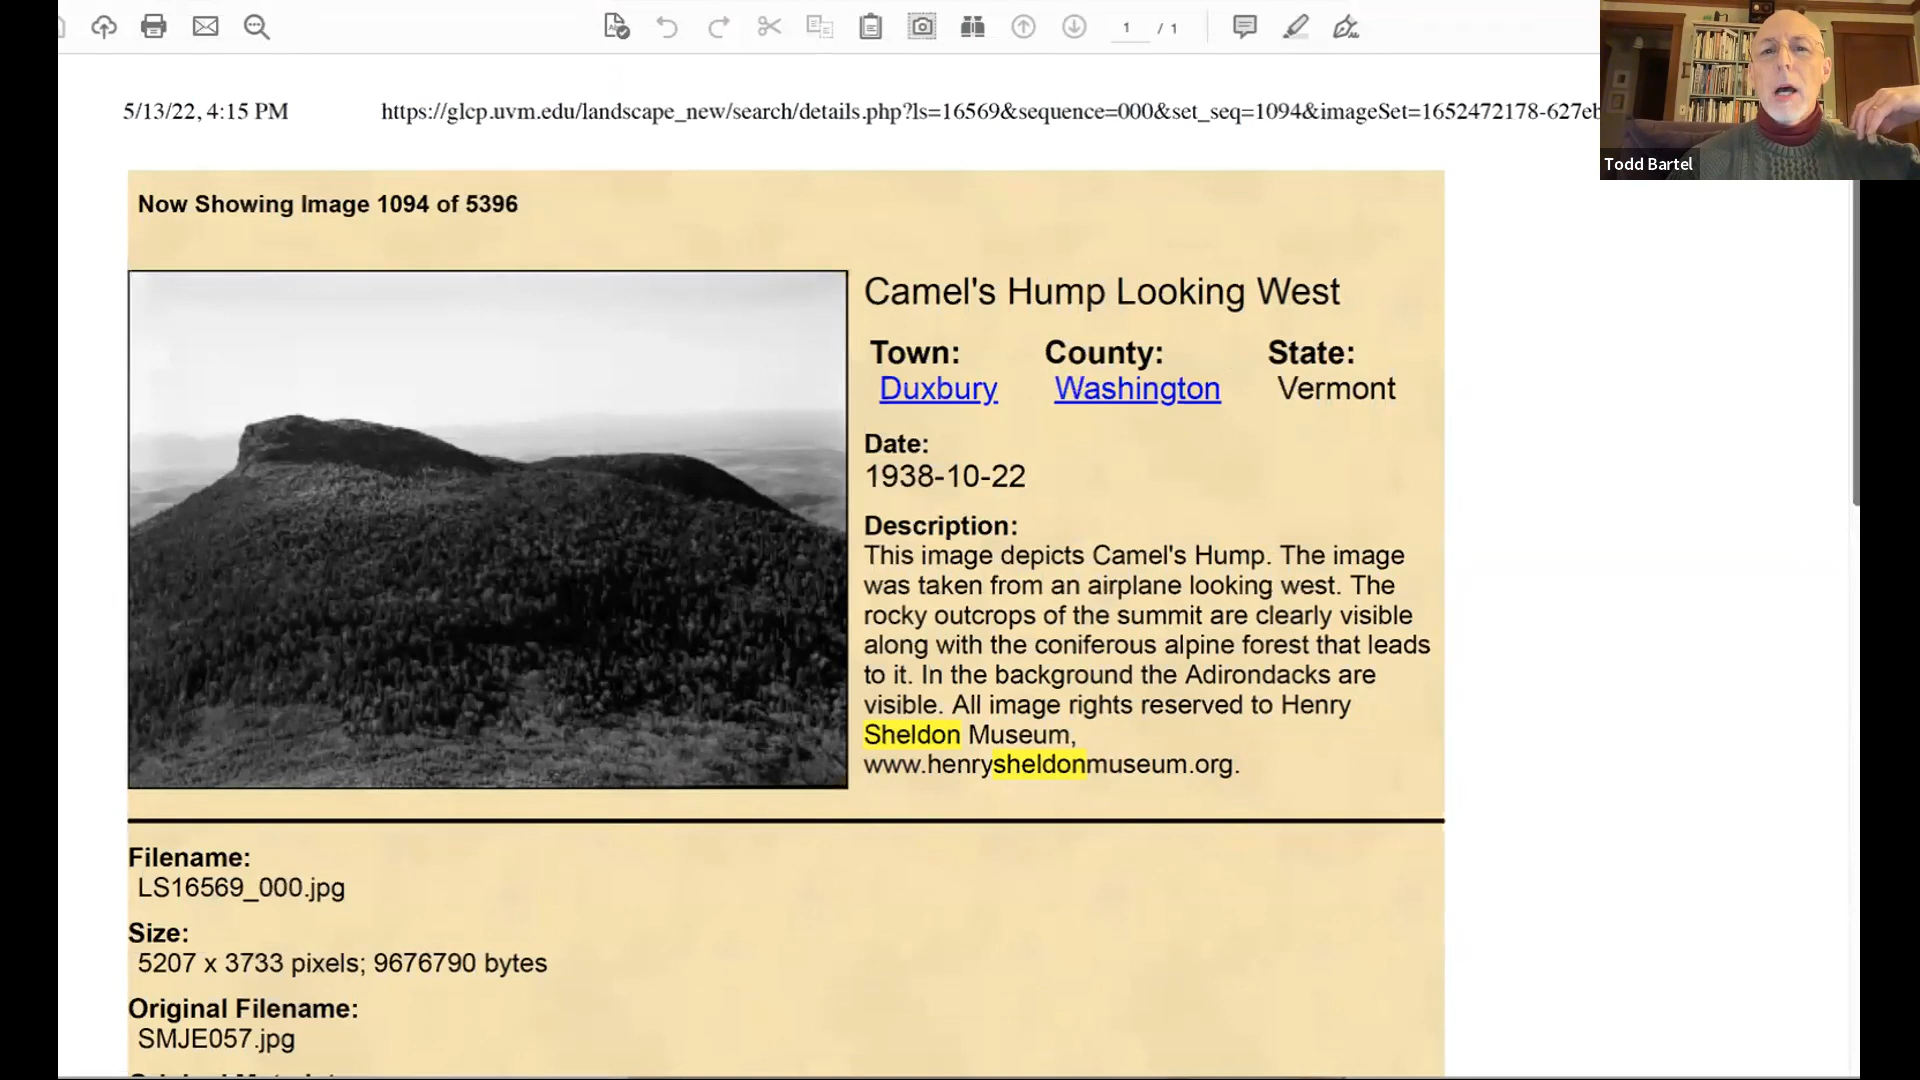 1 / 1
5/13/22, 4:15 PM https://glcp.uvm.edu/landscape_new/search/details.php?ls=16569&sequence=000&set_seq=1094&imageSet=1652472178-627eb
Todd Bartel
Now Showing Image 1094 of 5396
Camel's Hump Looking West
Town: County: State:
Duxbury Washington Vermont
Date:
1938-10-22
Description:
This image depicts Camel's Hump. The image
was taken from an airplane looking west. The
rocky outcrops of the summit are clearly visible
along with the coniferous alpine forest that leads
to it. In the background the Adirondacks are
visible. All image rights reserved to Henry
Sheldon Museum,
www.henrysheldonmuseum.org.
Filename:
LS16569_000.jpg
Size:
5207 x 3733 pixels; 9676790 bytes
Original Filename:
SMJE057.jpg